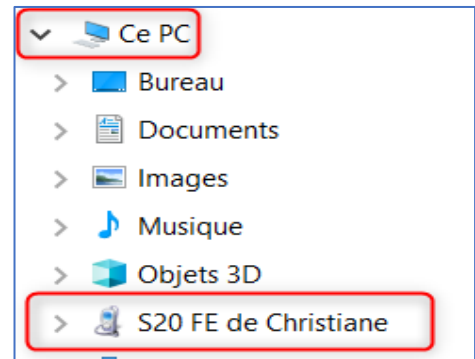 Ce PC
Bureau
Documents
Images
Musique
Objets 3D
S20 FE de Christiane